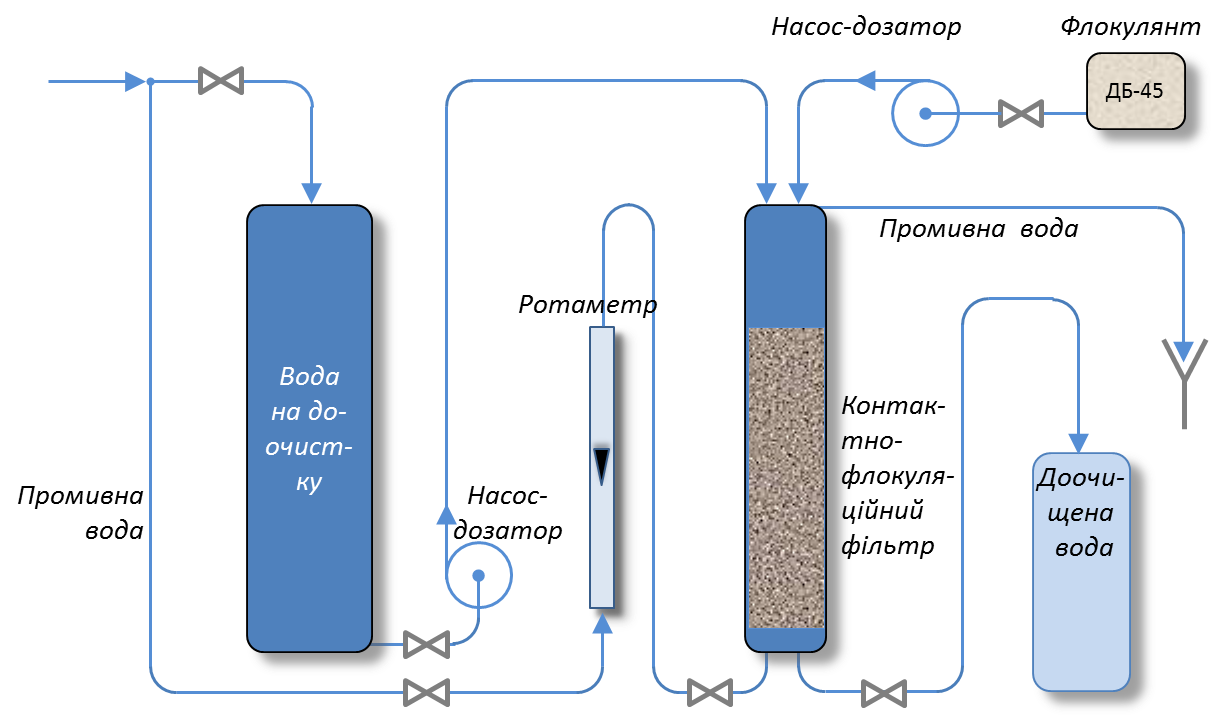 Насос-дозатор
Флокулянт
ДБ-45
Промивна вода
Ротаметр
Вода
на до-
очист-
ку
Контак-
тно-
флокуля-
ційний
фільтр
Доочи-
щена
вода
Промивна
вода
Насос-
дозатор